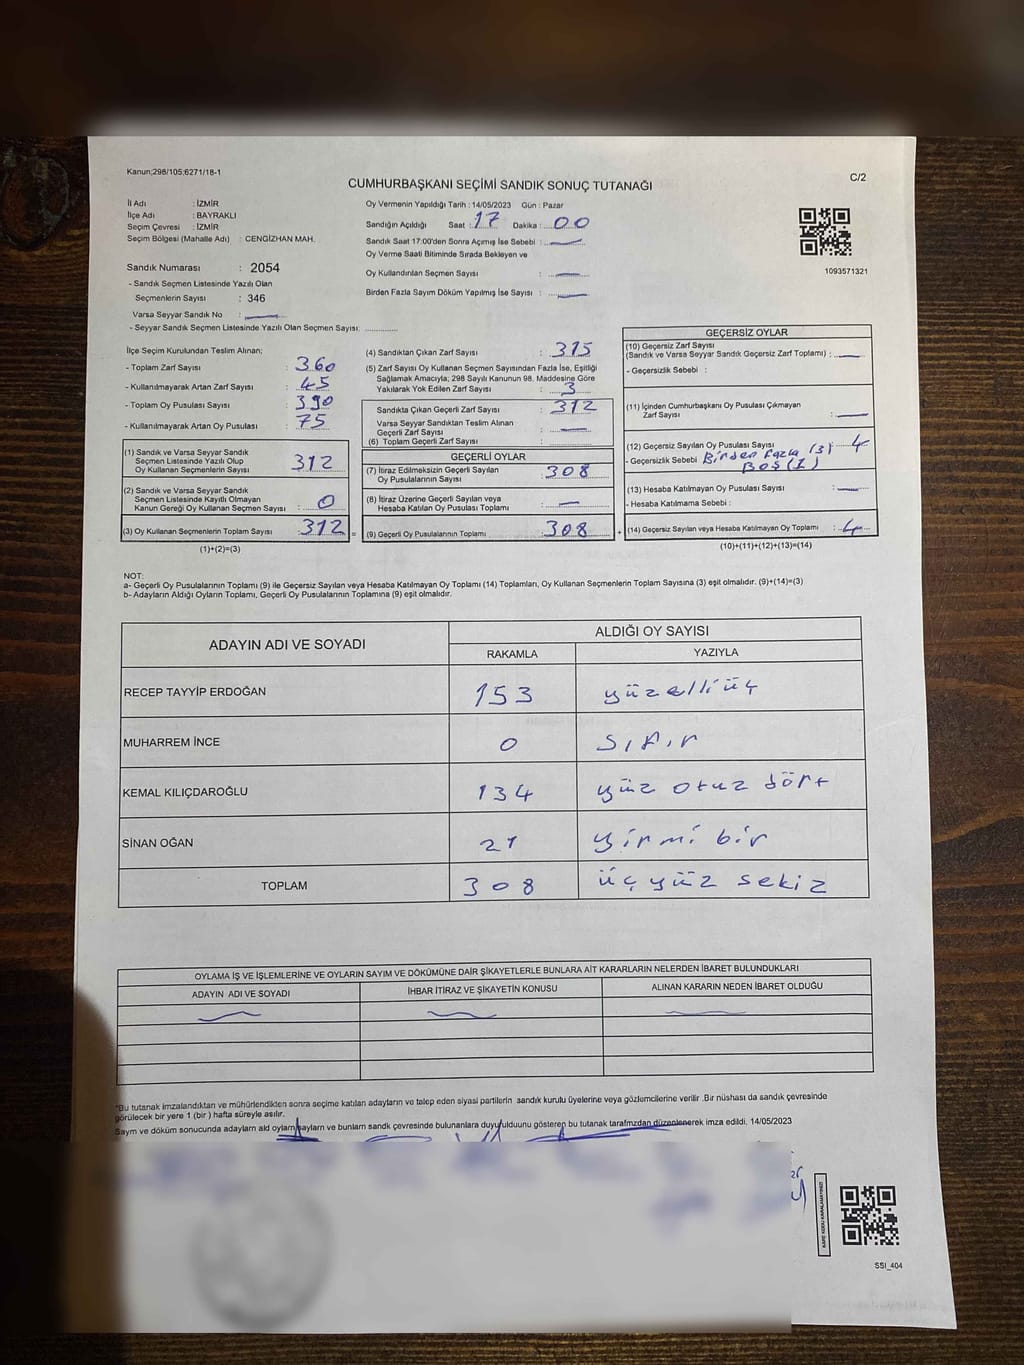 Kanun;298/105;6271/18-1
CUMHURBAŞKANI SEÇİMİ SANDIK SONUÇ TUTANAĞI
C/2
İl Adı : İZMİR
İlçe Adı : BAYRAKLI
Seçim Çevresi : İZMİR
Seçim Bölgesi (Mahalle Adı) : CENGİZHAN MAH.
Sandık Numarası : 2054
- Sandık Seçmen Listesinde Yazılı Olan
Seçmenlerin Sayısı : 346
Varsa Seyyar Sandık No :
- Seyyar Sandık Seçmen Listesinde Yazılı Olan Seçmen Sayısı:
Oy Vermenin Yapıldığı Tarih : 14/05/2023 Gün : Pazar
Sandığın Açıldığı Saat : 17 Dakika : 00
Sandık Saat 17:00'den Sonra Açımış İse Sebebi :
Oy Verme Saati Bitiminde Sırada Bekleyen ve
Oy Kullandırılan Seçmen Sayısı :
Birden Fazla Sayım Döküm Yapılmış İse Sayısı :
1093571321
İlçe Seçim Kurulundan Teslim Alınan;
- Toplam Zarf Sayısı : 360
- Kullanılmayarak Artan Zarf Sayısı : 45
- Toplam Oy Pusulası Sayısı : 390
- Kullanılmayarak Artan Oy Pusulası : 75
(1) Sandık ve Varsa Seyyar Sandık
Seçmen Listesinde Yazılı Olup
Oy Kullanan Seçmenlerin Sayısı : 312
(2) Sandık ve Varsa Seyyar Sandık
Seçmen Listesinde Kayıtlı Olmayan
Kanun Gereği Oy Kullanan Seçmen Sayısı : 0
(3) Oy Kullanan Seçmenlerin Toplam Sayısı : 312 =
(1)+(2)=(3)
(4) Sandıktan Çıkan Zarf Sayısı : 315
(5) Zarf Sayısı Oy Kullanan Seçmen Sayısından Fazla İse, Eşitliği
Sağlamak Amacıyla; 298 Sayılı Kanunun 98. Maddesine Göre
Yakılarak Yok Edilen Zarf Sayısı : 3
Sandıkta Çıkan Geçerli Zarf Sayısı : 312
Varsa Seyyar Sandıktan Teslim Alınan
Geçerli Zarf Sayısı :
(6) Toplam Geçerli Zarf Sayısı :
GEÇERLİ OYLAR
(7) İtiraz Edilmeksizin Geçerli Sayılan
Oy Pusulalarının Sayısı : 308
(8) İtiraz Üzerine Geçerli Sayılan veya
Hesaba Katılan Oy Pusulası Toplamı :
(9) Geçerli Oy Pusulalarının Toplamı : 308 +
GEÇERSİZ OYLAR
(10) Geçersiz Zarf Sayısı
(Sandık ve Varsa Seyyar Sandık Geçersiz Zarf Toplamı) :
- Geçersizlik Sebebi :
(11) İçinden Cumhurbaşkanı Oy Pusulası Çıkmayan
Zarf Sayısı :
(12) Geçersiz Sayılan Oy Pusulası Sayısı : 4
- Geçersizlik Sebebi : Birden Fazla (3)
BOŞ (1)
(13) Hesaba Katılmayan Oy Pusulası Sayısı :
- Hesaba Katılmama Sebebi :
(14) Geçersiz Sayılan veya Hesaba Katılmayan Oy Toplamı : 4
(10)+(11)+(12)+(13)=(14)
NOT:
a- Geçerli Oy Pusulalarının Toplamı (9) ile Geçersiz Sayılan veya Hesaba Katılmayan Oy Toplamı (14) Toplamları, Oy Kullanan Seçmenlerin Toplam Sayısına (3) eşit olmalıdır. (9)+(14)=(3)
b- Adayların Aldığı Oyların Toplamı, Geçerli Oy Pusulalarının Toplamına (9) eşit olmalıdır.
ADAYIN ADI VE SOYADI
ALDIĞI OY SAYISI
RAKAMLA YAZIYLA
RECEP TAYYİP ERDOĞAN 153 yüzelliüç
MUHARREM İNCE 0 sıfır
KEMAL KILIÇDAROĞLU 134 yüz otuz dört
SİNAN OĞAN 21 yirmi bir
TOPLAM 308 üçyüz sekiz
OYLAMA İŞ VE İŞLEMLERİNE VE OYLARIN SAYIM VE DÖKÜMÜNE DAİR ŞİKAYETLERLE BUNLARA AİT KARARLARIN NELERDEN İBARET BULUNDUKLARI
ADAYIN ADI VE SOYADI İHBAR İTİRAZ VE ŞİKAYETİN KONUSU ALINAN KARARIN NEDEN İBARET OLDUĞU
*Bu tutanak imzalandıktan ve mühürlendikten sonra seçime katılan adayların ve talep eden siyasi partilerin sandık kurulu üyelerine veya gözlemcilerine verilir .Bir nüshası da sandık çevresinde
görülecek bir yere 1 (bir ) hafta süreyle asılır.
Sayım ve döküm sonucunda adayların oyların sandık çevresinde bulunanlara gösteren bu tutanak düzenlenerek imza edildi. 14/05/2023
SSI_404